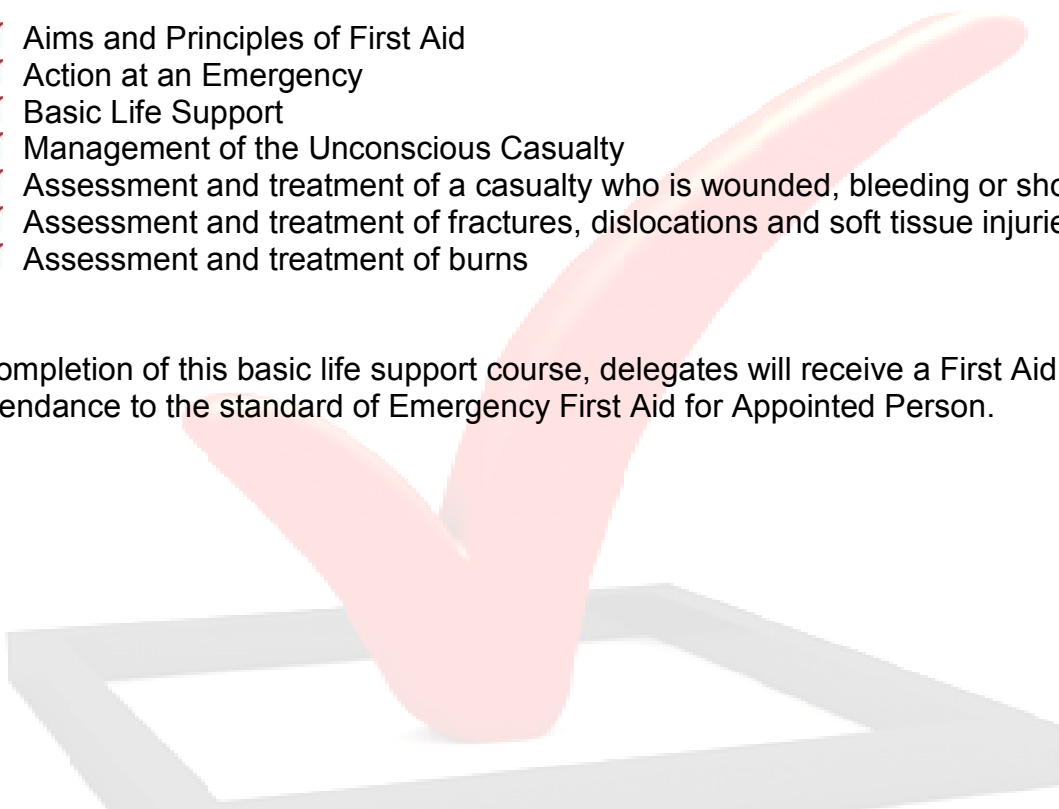 Aims and Principles of First Aid
Action at an Emergency
Basic Life Support
Management of the Unconscious Casualty
Assessment and treatment of a casualty who is wounded, bleeding or
Assessment and treatment of fractures, dislocations and soft tissue
Assessment and treatment of burns
of this basic life support course, delegates will receive a First Aid
to the standard of Emergency First Aid for Appointed Person.